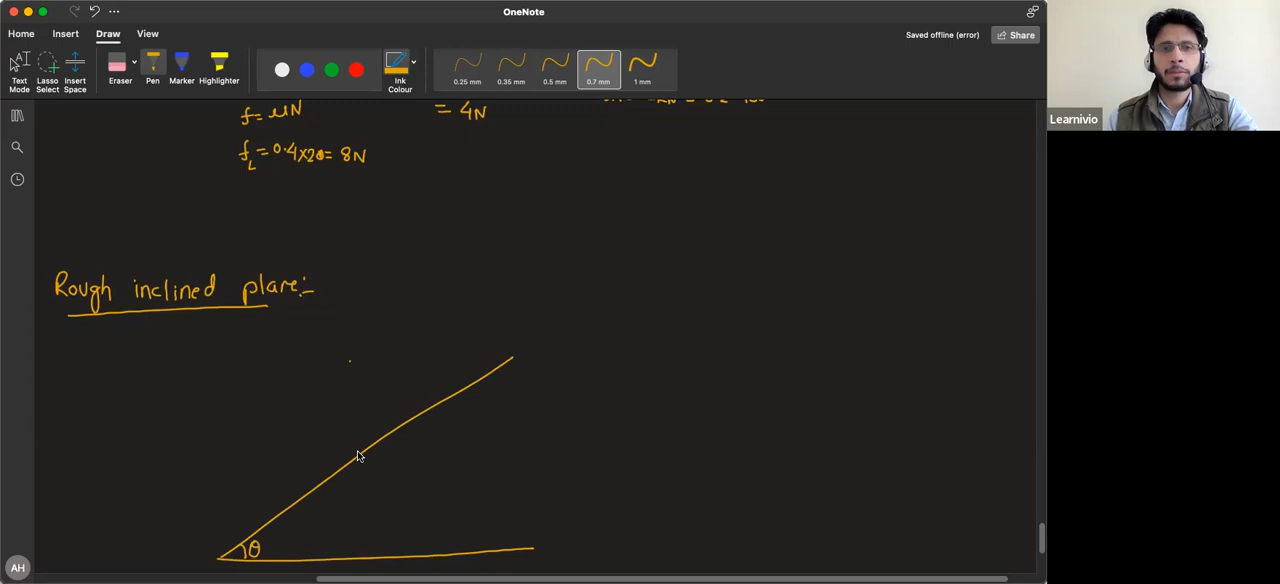 OneNote
Home Insert Draw View
Saved offline (error) Share
Text Mode
Lasso Select
Insert Space
Eraser
Pen
Marker
Highlighter
Ink Colour
0.25 mm
0.35 mm
0.5 mm
0.7 mm
1 mm
Learnivio
f = μN
= 4N
f_L = 0.4×20 = 8N
Rough inclined plane:-
θ
AH